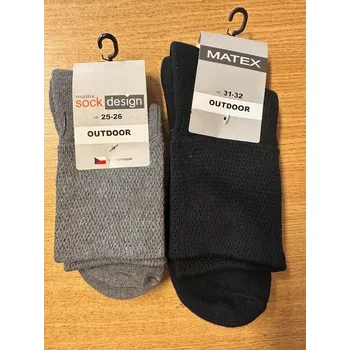 matex
sock design
25-26
OUTDOOR
MATEX
31-32
OUTDOOR